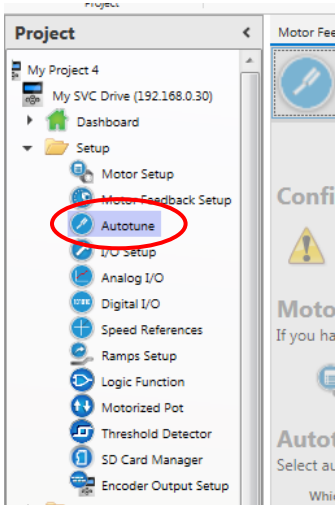 Project
Project
Motor Fee
My Project 4
My SVC Drive (192.168.0.30)
Dashboard
Setup
Motor Setup
Motor Feedback Setup
Autotune
I/O Setup
Analog I/O
Digital I/O
Speed References
Ramps Setup
Logic Function
Motorized Pot
Threshold Detector
SD Card Manager
Encoder Output Setup
Confi
Moto
If you ha
Autot
Select au
Whic